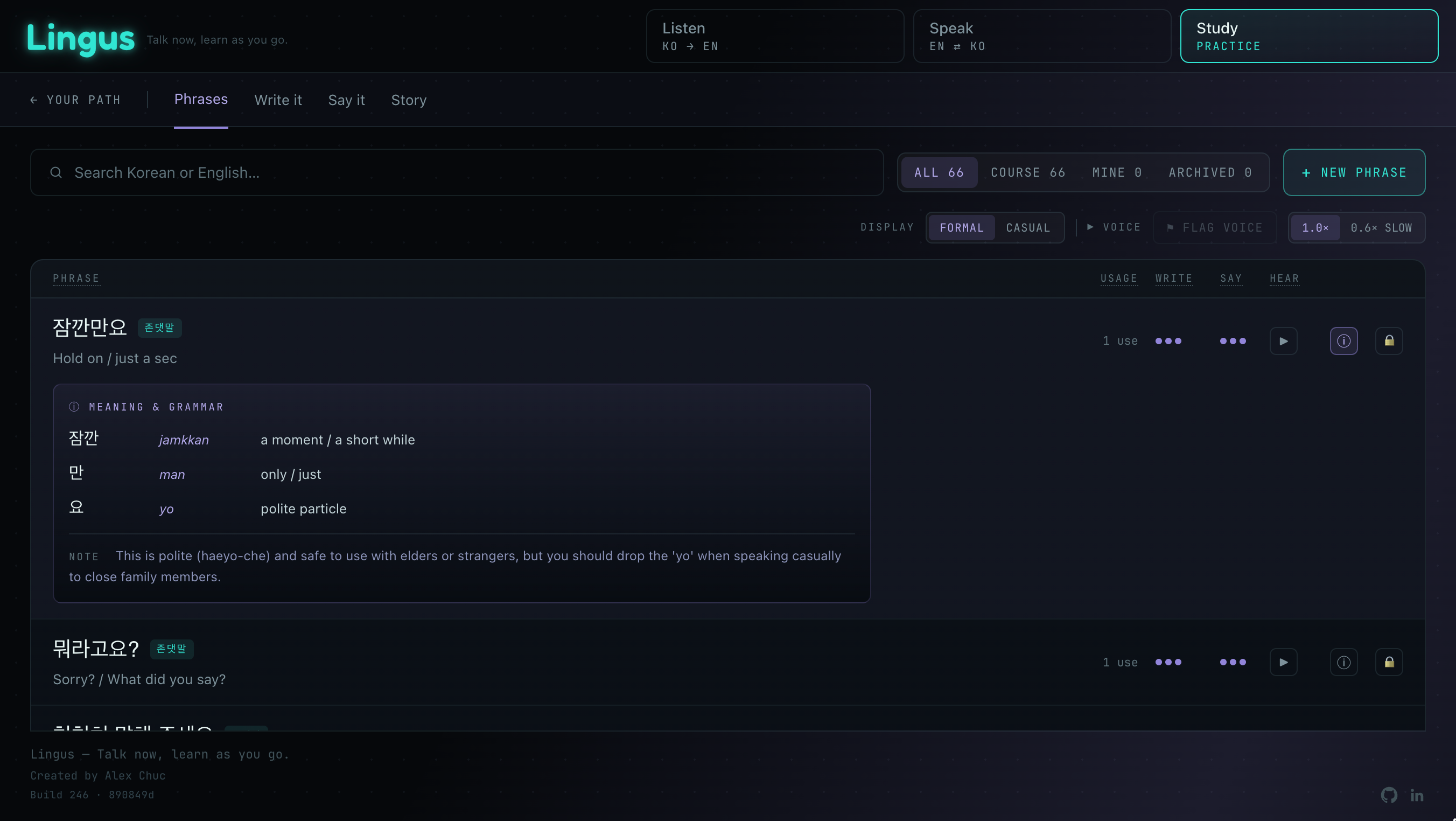 Lingus Talk now, learn as you go.
Listen
KO → EN
Speak
EN ⇄ KO
Study
PRACTICE
← YOUR PATH
Phrases
Write it
Say it
Story
Search Korean or English...
ALL 66
COURSE 66
MINE 0
ARCHIVED 0
+ NEW PHRASE
DISPLAY
FORMAL
CASUAL
▶ VOICE
⚑ FLAG VOICE
1.0×
0.6× SLOW
PHRASE
USAGE
WRITE
SAY
HEAR
잠깐만요 존댓말
Hold on / just a sec
1 use
ⓘ MEANING & GRAMMAR
잠깐 jamkkan a moment / a short while
만 man only / just
요 yo polite particle
NOTE This is polite (haeyo-che) and safe to use with elders or strangers, but you should drop the 'yo' when speaking casually
to close family members.
뭐라고요? 존댓말
Sorry? / What did you say?
1 use
Lingus — Talk now, learn as you go.
Created by Alex Chuc
Build 246 · 890849d